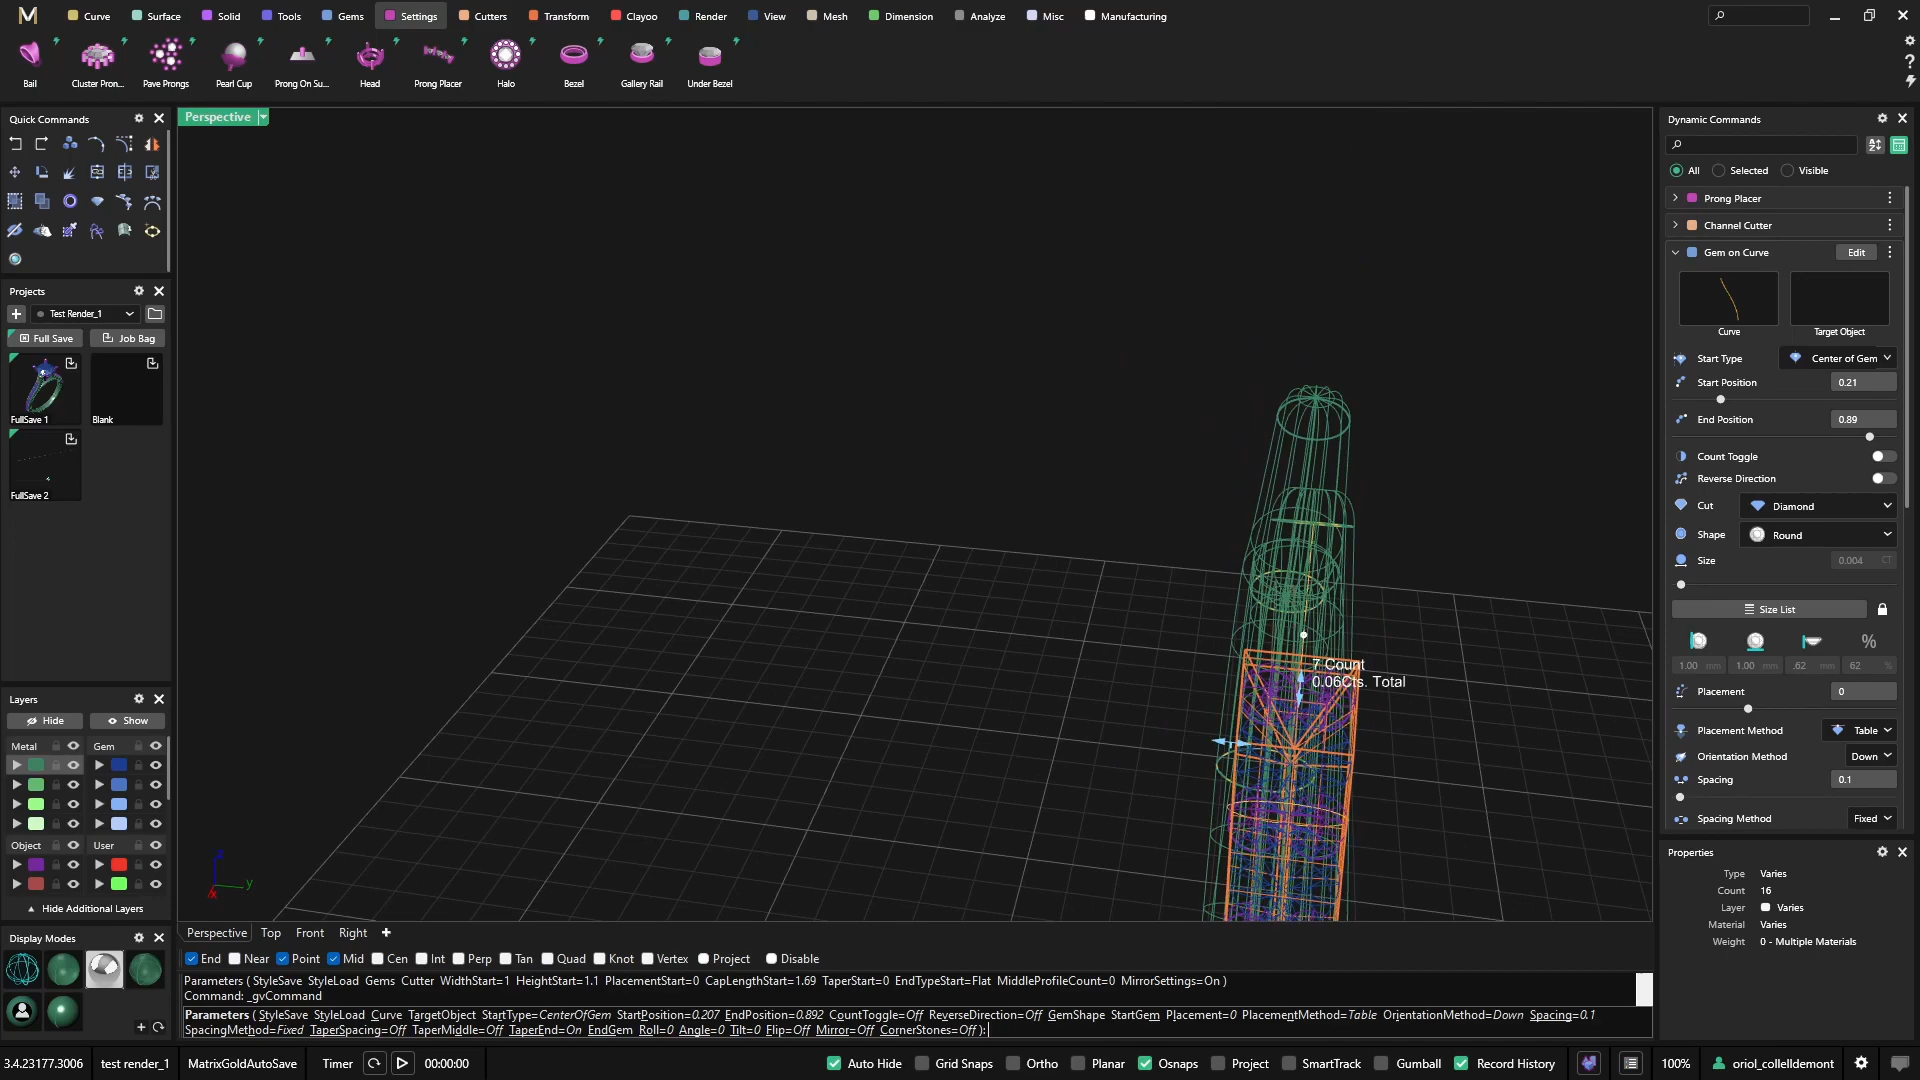 Curve Surface Solid Tools Gems Settings Cutters Transform Clayoo Render View Mesh Dimension Analyze Misc Manufacturing
Bail Cluster Pron... Pave Prongs Pearl Cup Prong On Su... Head Prong Placer Halo Bezel Gallery Rail Under Bezel
Quick Commands
Projects
Test Render_1
Full Save Job Bag
FullSave 1 Blank
FullSave 2
Layers
Hide Show
Metal Gem
Object User
Hide Additional Layers
Display Modes
Perspective
7 Count
0.06Cts. Total
z
y
x
Perspective Top Front Right
End Near Point Mid Cen Int Perp Tan Quad Knot Vertex Project Disable
Parameters ( StyleSave StyleLoad Gems Cutter WidthStart=1 HeightStart=1.1 PlacementStart=0 CapLengthStart=1.69 TaperStart=0 EndTypeStart=Flat MiddleProfileCount=0 MirrorSettings=On )
Command: _gvCommand
Parameters ( StyleSave StyleLoad Curve TargetObject StartType=CenterOfGem StartPosition=0.207 EndPosition=0.892 CountToggle=Off ReverseDirection=Off GemShape StartGem Placement=0 PlacementMethod=Table OrientationMethod=Down Spacing=0.1
SpacingMethod=Fixed TaperSpacing=Off TaperMiddle=Off TaperEnd=On EndGem Roll=0 Angle=0 Tilt=0 Flip=Off Mirror=Off CornerStones=Off ):
Dynamic Commands
All Selected Visible
Prong Placer
Channel Cutter
Gem on Curve Edit
Curve Target Object
Start Type Center of Gem
Start Position 0.21
End Position 0.89
Count Toggle
Reverse Direction
Cut Diamond
Shape Round
Size 0.004 CT
Size List
%
1.00 mm 1.00 mm .62 mm 62 %
Placement 0
Placement Method Table
Orientation Method Down
Spacing 0.1
Spacing Method Fixed
Properties
Type Varies
Count 16
Layer Varies
Material Varies
Weight 0 - Multiple Materials
3.4.23177.3006 test render_1 MatrixGoldAutoSave Timer 00:00:00 Auto Hide Grid Snaps Ortho Planar Osnaps Project SmartTrack Gumball Record History 100% oriol_collelldemont